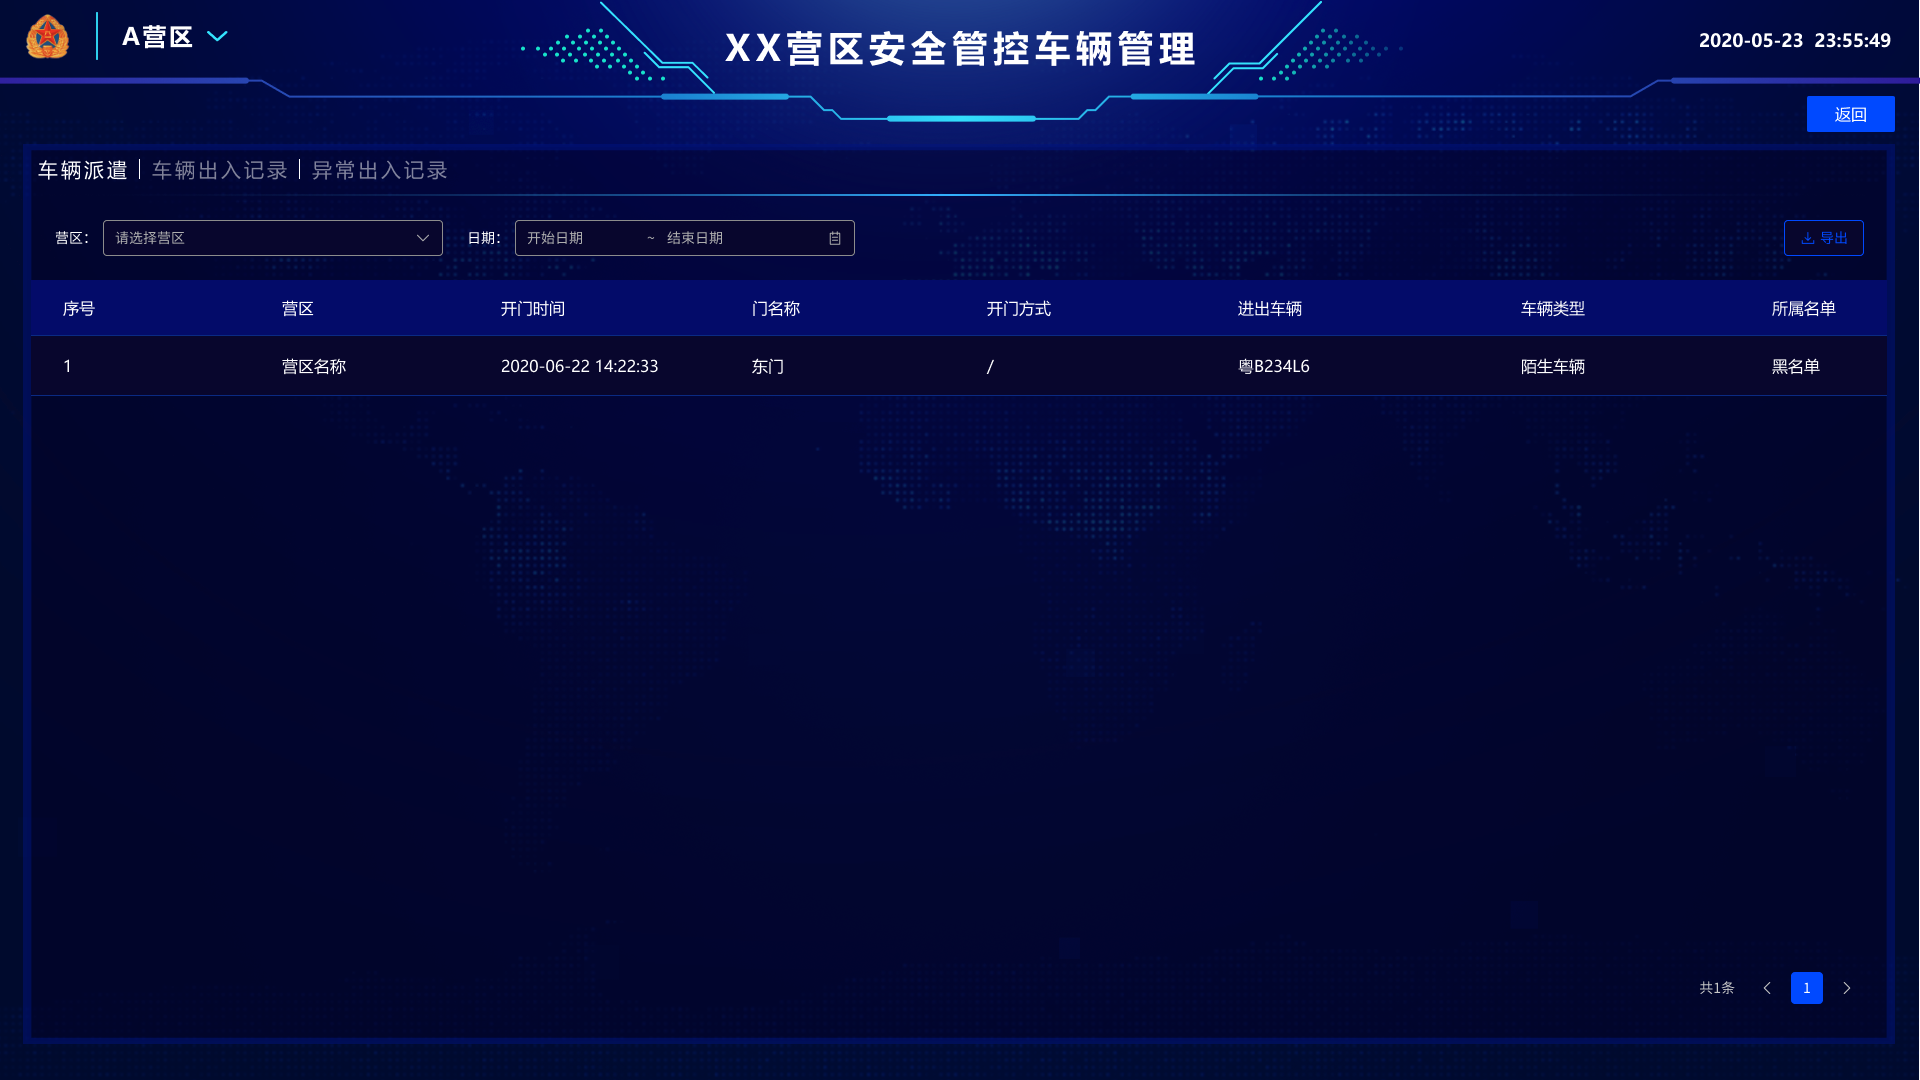 A营区
XX营区安全管控车辆管理
2020-05-23 23:55:49
返回
车辆派遣 车辆出入记录 异常出入记录
营区： 请选择营区 日期： 开始日期 ~ 结束日期 导出
序号 营区 开门时间 门名称 开门方式 进出车辆 车辆类型 所属名单
1 营区名称 2020-06-22 14:22:33 东门 / 粤B234L6 陌生车辆 黑名单
共1条 1